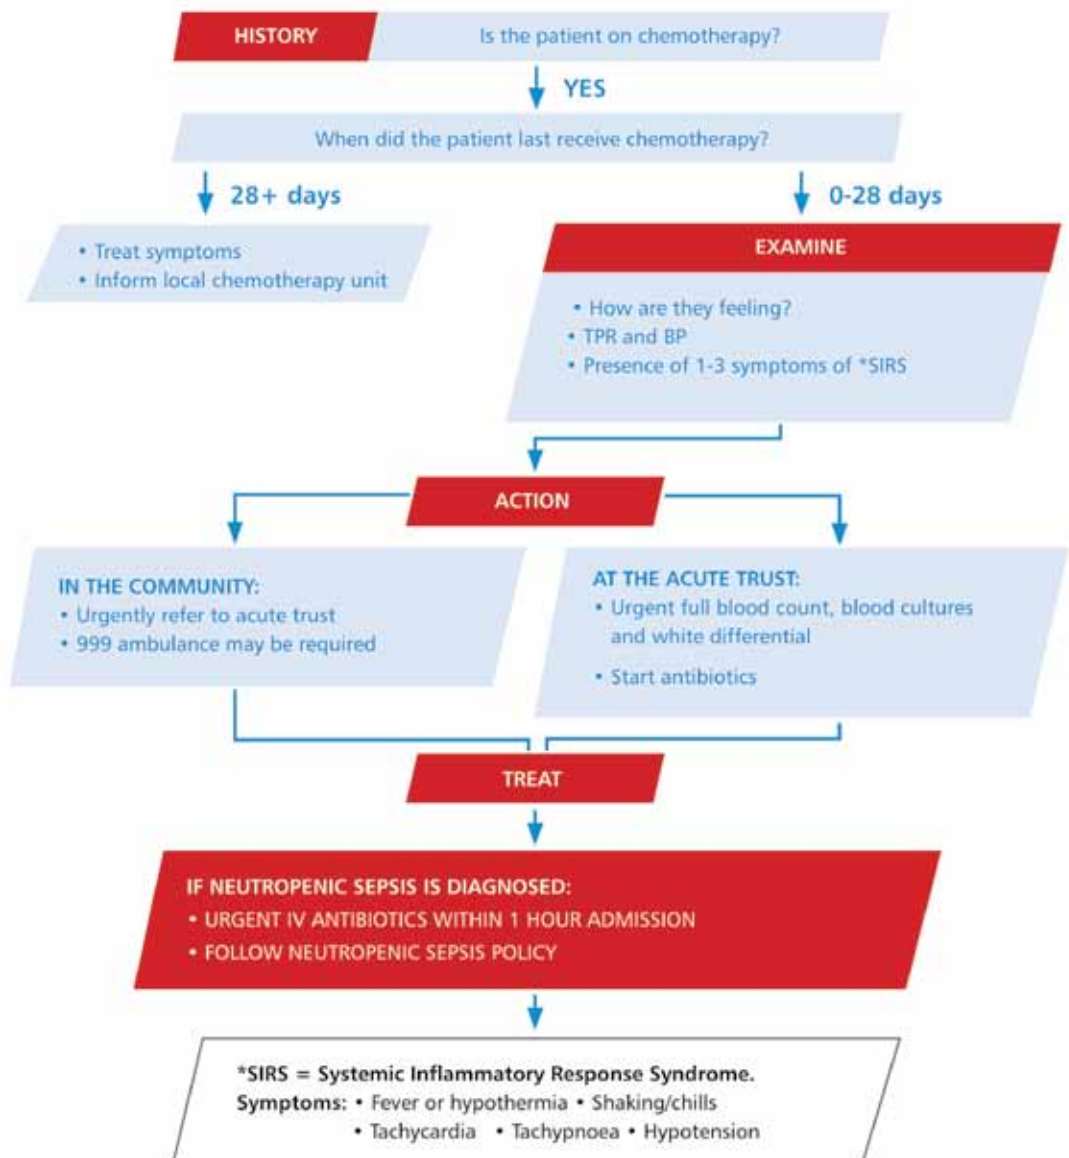 HISTORY Is the patient on chemotherapy?
YES
When did the patient last receive chemotherapy?
28+ days
0-28 days
• Treat symptoms
• Inform local chemotherapy unit
EXAMINE
• How are they feeling?
• TPR and BP
• Presence of 1-3 symptoms of *SIRS
ACTION
IN THE COMMUNITY:
• Urgently refer to acute trust
• 999 ambulance may be required
AT THE ACUTE TRUST:
• Urgent full blood count, blood cultures
and white differential
• Start antibiotics
TREAT
IF NEUTROPENIC SEPSIS IS DIAGNOSED:
• URGENT IV ANTIBIOTICS WITHIN 1 HOUR ADMISSION
• FOLLOW NEUTROPENIC SEPSIS POLICY
*SIRS = Systemic Inflammatory Response Syndrome.
Symptoms: • Fever or hypothermia • Shaking/chills
• Tachycardia • Tachypnoea • Hypotension